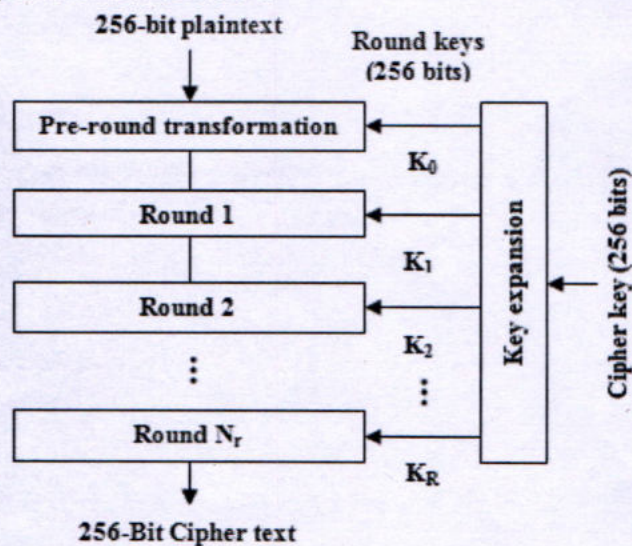 256-bit plaintext
Round keys
(256 bits)
Pre-round transformation
K0
Round 1
K1
Round 2
K2
⋮
⋮
Round Nr
KR
256-Bit Cipher text
Key expansion
Cipher key (256 bits)